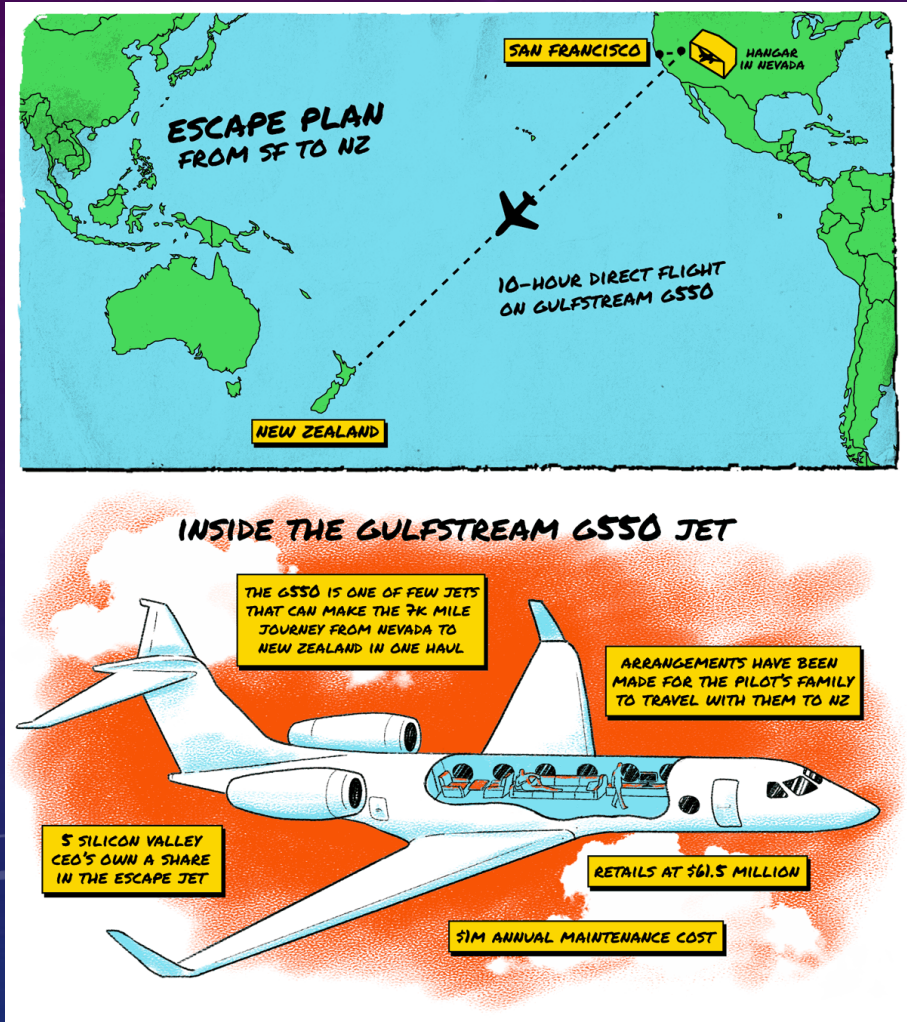 SAN FRANCISCO
HANGAR
IN NEVADA
ESCAPE PLAN
FROM SF TO NZ
10-HOUR DIRECT FLIGHT
ON GULFSTREAM G550
NEW ZEALAND
INSIDE THE GULFSTREAM G550 JET
THE G550 IS ONE OF FEW JETS
THAT CAN MAKE THE 7K MILE
JOURNEY FROM NEVADA TO
NEW ZEALAND IN ONE HAUL
ARRANGEMENTS HAVE BEEN
MADE FOR THE PILOT'S FAMILY
TO TRAVEL WITH THEM TO NZ
5 SILICON VALLEY
CEO'S OWN A SHARE
IN THE ESCAPE JET
RETAILS AT $61.5 MILLION
$1M ANNUAL MAINTENANCE COST